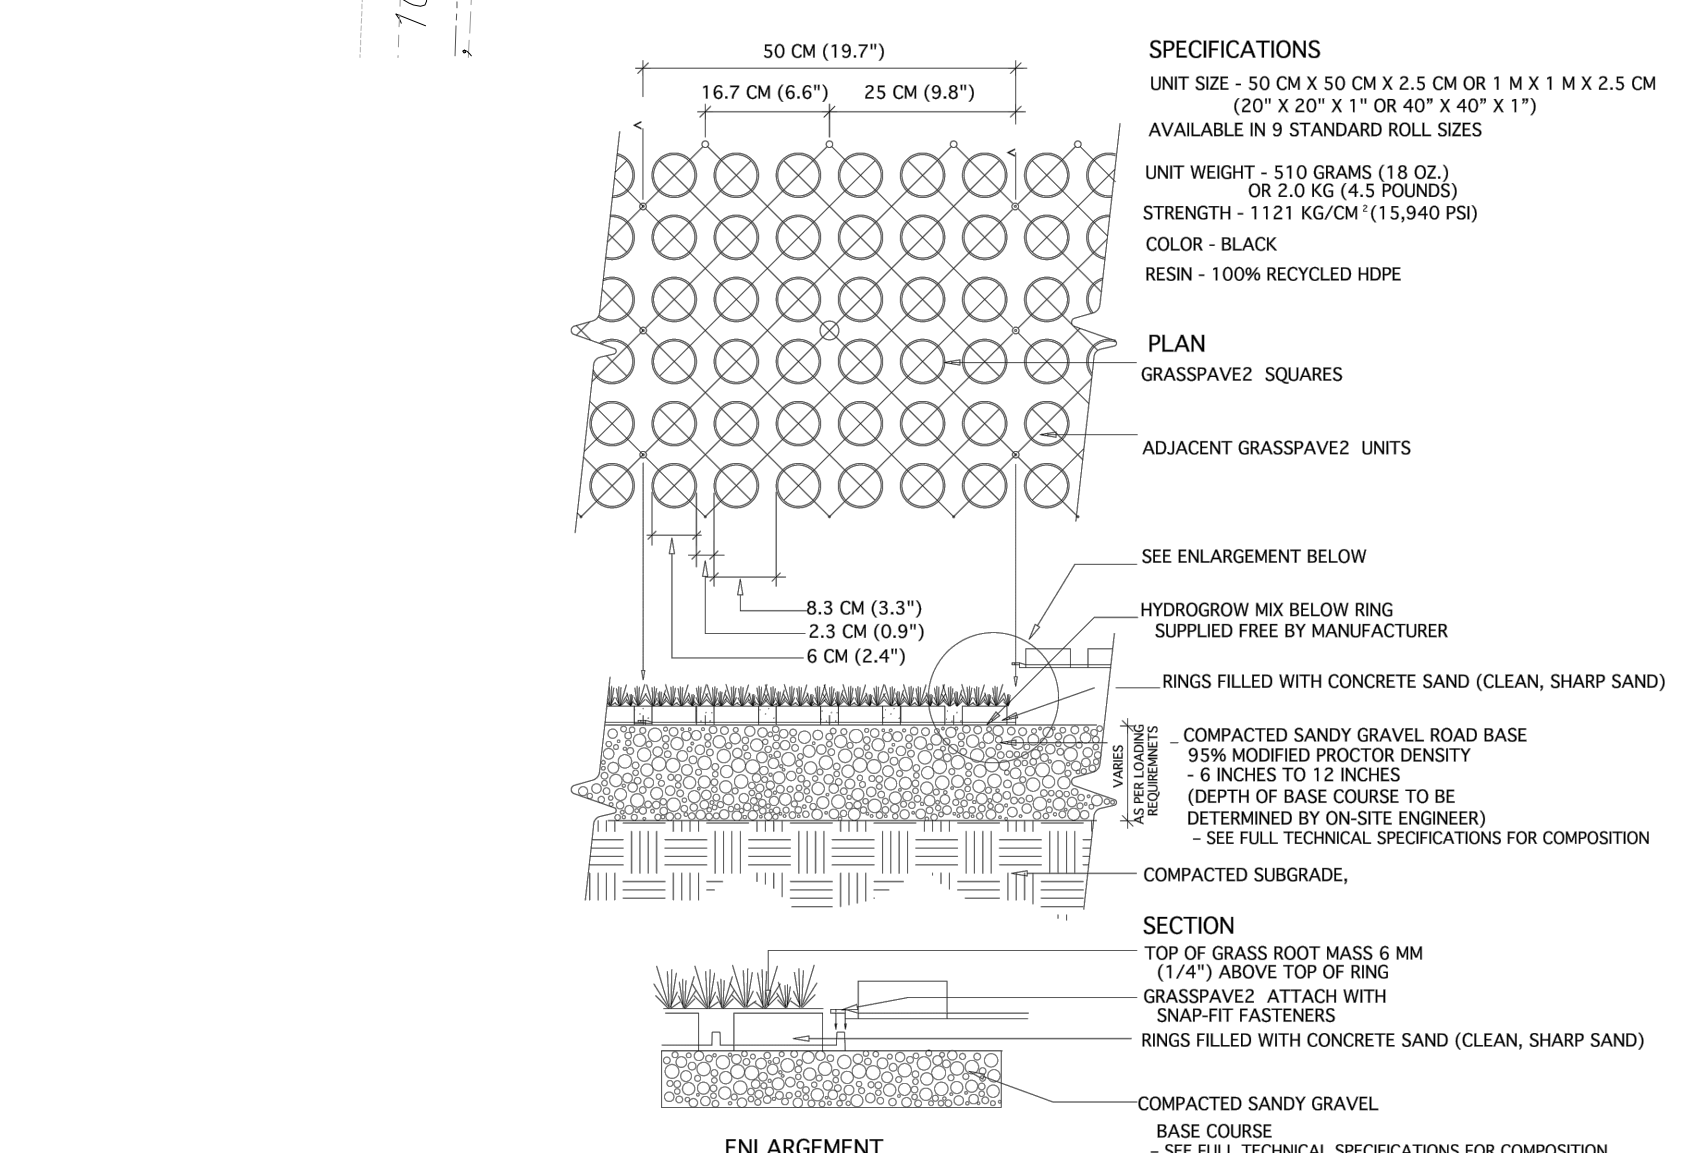 50 CM (19.7")
16.7 CM (6.6")
25 CM (9.8")
SPECIFICATIONS
UNIT SIZE - 50 CM X 50 CM X 2.5 CM OR 1 M X 1 M X 2.5 CM
(20" X 20" X 1" OR 40” X 40” X 1”)
AVAILABLE IN 9 STANDARD ROLL SIZES
UNIT WEIGHT - 510 GRAMS (18 OZ.)
OR 2.0 KG (4.5 POUNDS)
STRENGTH - 1121 KG/CM ² (15,940 PSI)
COLOR - BLACK
RESIN - 100% RECYCLED HDPE
PLAN
GRASSPAVE2 SQUARES
ADJACENT GRASSPAVE2 UNITS
8.3 CM (3.3")
2.3 CM (0.9")
6 CM (2.4")
SEE ENLARGEMENT BELOW
HYDROGROW MIX BELOW RING
SUPPLIED FREE BY MANUFACTURER
RINGS FILLED WITH CONCRETE SAND (CLEAN, SHARP SAND)
VARIES
AS PER LOADING
REQUIREMNETS
COMPACTED SANDY GRAVEL ROAD BASE
95% MODIFIED PROCTOR DENSITY
- 6 INCHES TO 12 INCHES
(DEPTH OF BASE COURSE TO BE
DETERMINED BY ON-SITE ENGINEER)
– SEE FULL TECHNICAL SPECIFICATIONS FOR COMPOSITION
COMPACTED SUBGRADE,
SECTION
TOP OF GRASS ROOT MASS 6 MM
(1/4") ABOVE TOP OF RING
GRASSPAVE2 ATTACH WITH
SNAP-FIT FASTENERS
RINGS FILLED WITH CONCRETE SAND (CLEAN, SHARP SAND)
COMPACTED SANDY GRAVEL
BASE COURSE
– SEE FULL TECHNICAL SPECIFICATIONS FOR COMPOSITION
ENLARGEMENT